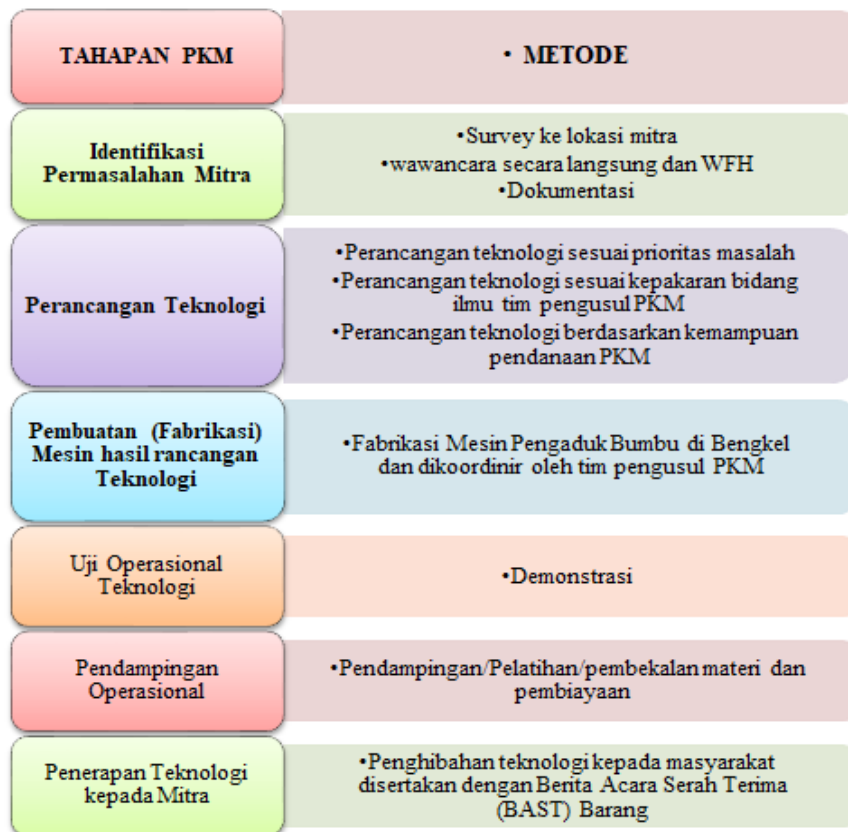 TAHAPAN PKM
• METODE
Identifikasi
Permasalahan Mitra
•Survey ke lokasi mitra
•wawancara secara langsung dan WFH
•Dokumentasi
Perancangan Teknologi
•Perancangan teknologi sesuai prioritas masalah
•Perancangan teknologi sesuai kepakaran bidang
ilmu tim pengusul PKM
•Perancangan teknologi berdasarkan kemampuan
pendanaan PKM
Pembuatan (Fabrikasi)
Mesin hasil rancangan
Teknologi
•Fabrikasi Mesin Pengaduk Bumbu di Bengkel
dan dikoordinir oleh tim pengusul PKM
Uji Operasional
Teknologi
•Demonstrasi
Pendampingan
Operasional
•Pendampingan/Pelatihan/pembekalan materi dan
pembiayaan
Penerapan Teknologi
kepada Mitra
•Penghibahan teknologi kepada masyarakat
disertakan dengan Berita Acara Serah Terima
(BAST) Barang